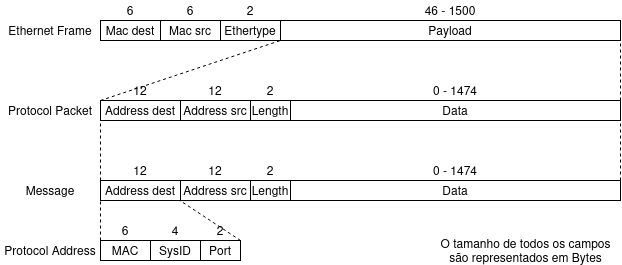 6 6 2 46 - 1500
Ethernet Frame Mac dest Mac src Ethertype Payload
12 12 2 0 - 1474
Protocol Packet Address dest Address src Length Data
12 12 2 0 - 1474
Message Address dest Address src Length Data
6 4 2
Protocol Address MAC SysID Port
O tamanho de todos os campos
são representados em Bytes